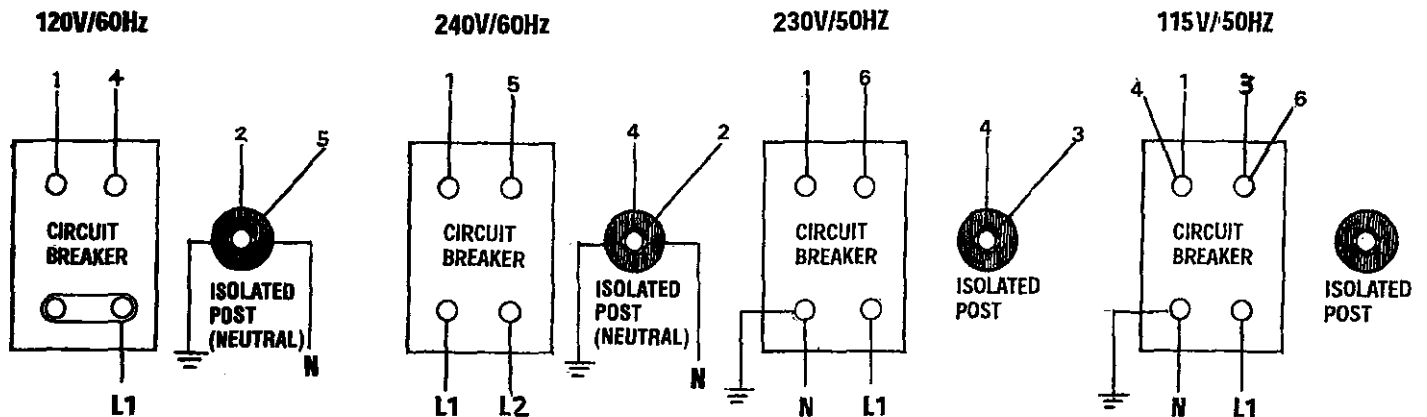 120V/60Hz
240V/60Hz
230V/50HZ
115V/50HZ
1 4
2 5
CIRCUIT
BREAKER
ISOLATED
POST
(NEUTRAL)
N
L1
1 5
4 2
CIRCUIT
BREAKER
ISOLATED
POST
(NEUTRAL)
N
L1 L2
1 6
4 3
CIRCUIT
BREAKER
ISOLATED
POST
N L1
4 1 3 6
CIRCUIT
BREAKER
ISOLATED
POST
N L1